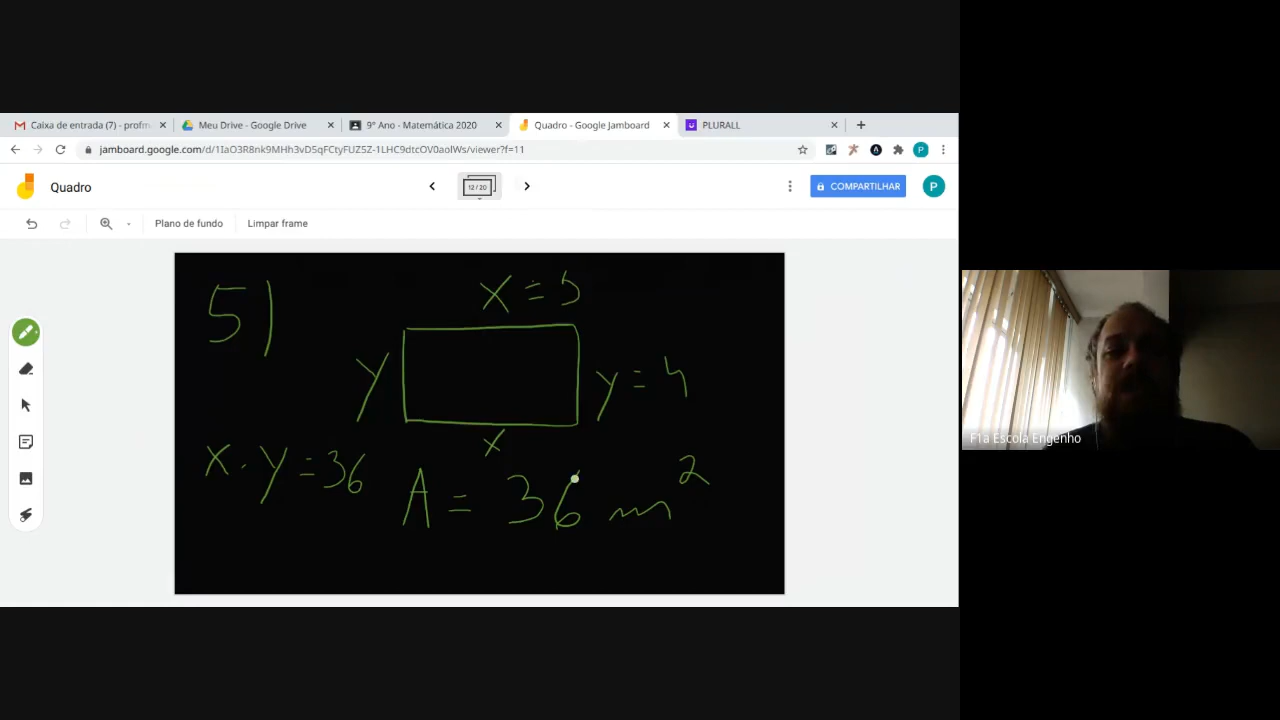 Caixa de entrada (7) - profm
Meu Drive - Google Drive
9° Ano - Matemática 2020
Quadro - Google Jamboard
PLURALL
jamboard.google.com/d/1IaO3R8nk9MHh3vD5qFCtyFUZ5Z-1LHC9dtcOV0aolWs/viewer?f=11
P
Quadro
12 / 20
COMPARTILHAR
P
Plano de fundo
Limpar frame
5)
x = 5
y
y = 4
x
x . y = 36
A = 36 m²
F1a Escola Engenho